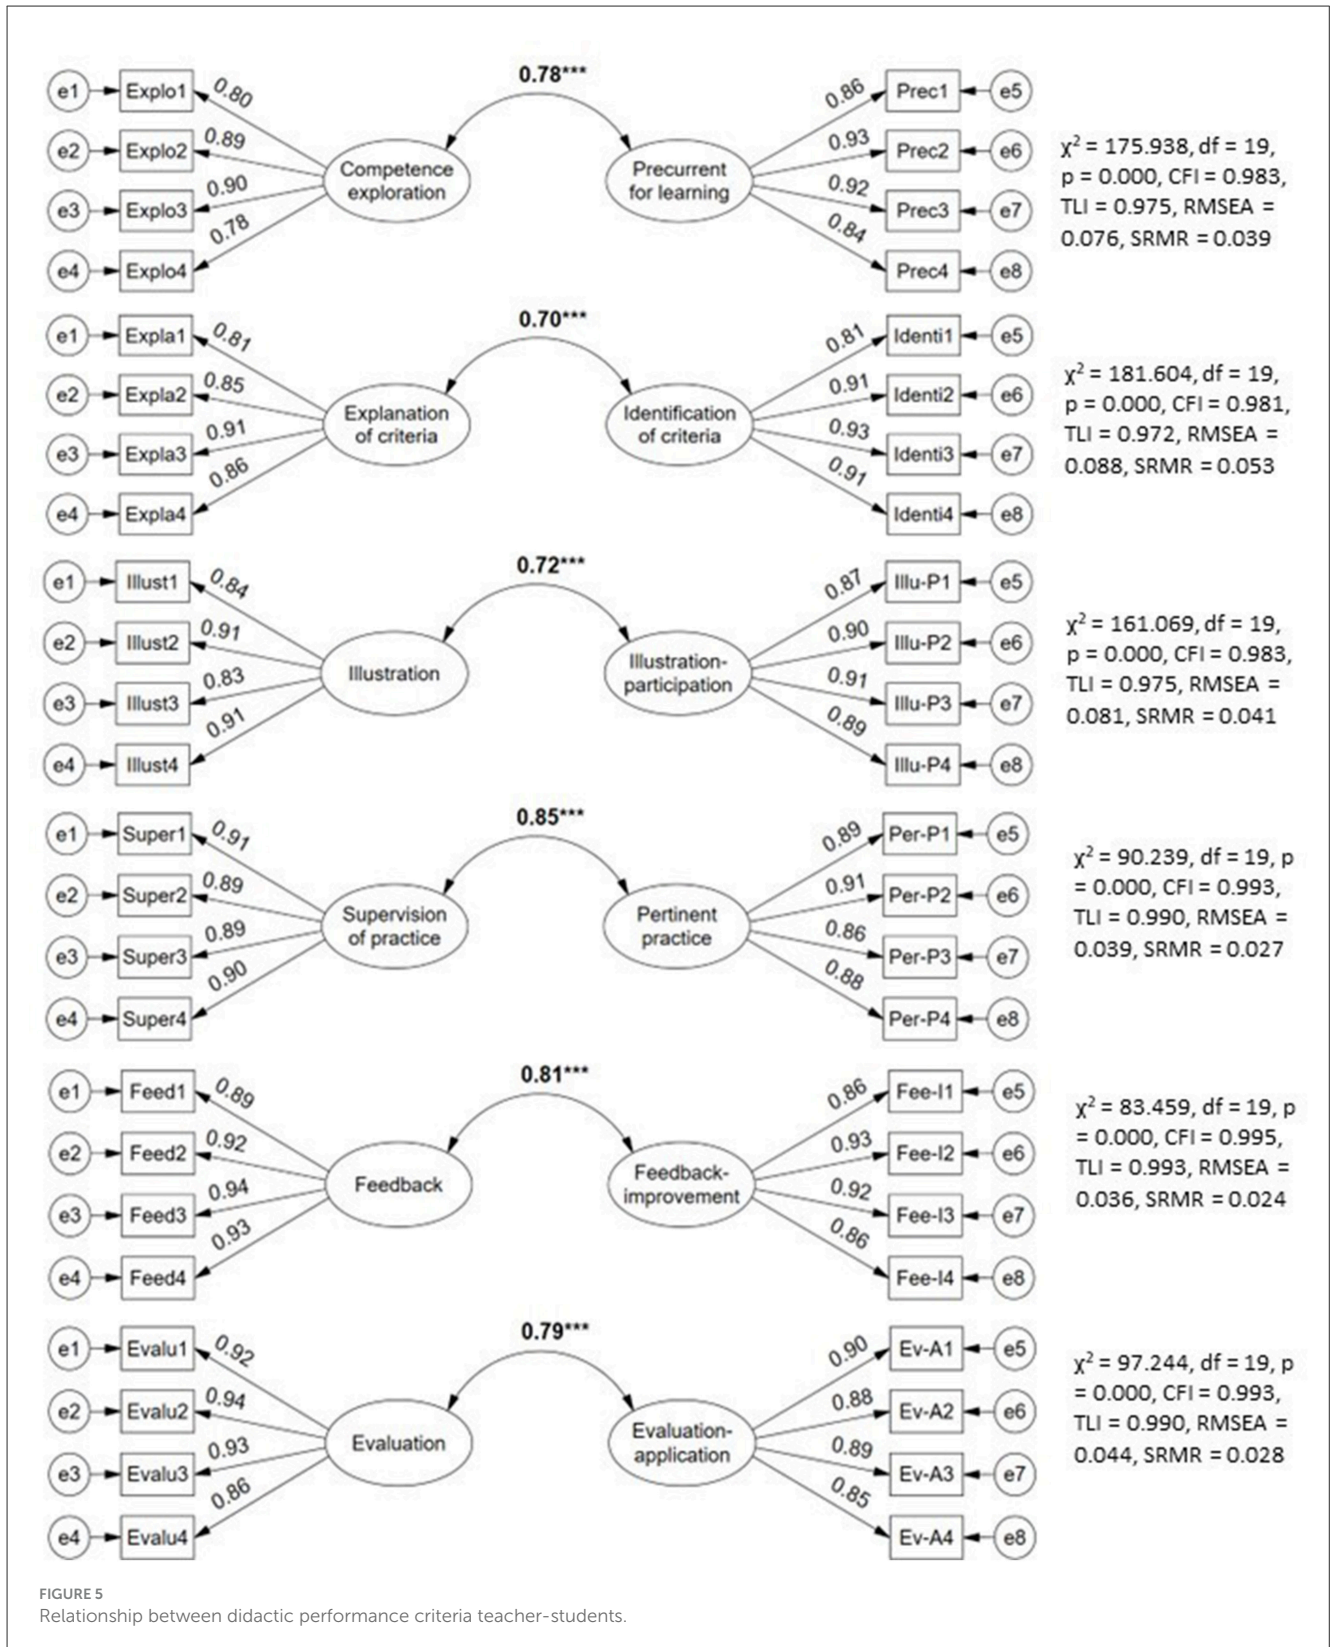 0.78***
e1 Explo1 0.80 0.86 Prec1 e5
e2 Explo2 0.89 0.93 Prec2 e6
Competence exploration
Precurrent for learning
e3 Explo3 0.90 0.92 Prec3 e7
e4 Explo4 0.78 0.84 Prec4 e8
χ² = 175.938, df = 19,
p = 0.000, CFI = 0.983,
TLI = 0.975, RMSEA =
0.076, SRMR = 0.039
0.70***
e1 Expla1 0.81 0.81 Identi1 e5
e2 Expla2 0.85 0.91 Identi2 e6
Explanation of criteria
Identification of criteria
e3 Expla3 0.91 0.93 Identi3 e7
e4 Expla4 0.86 0.91 Identi4 e8
χ² = 181.604, df = 19,
p = 0.000, CFI = 0.981,
TLI = 0.972, RMSEA =
0.088, SRMR = 0.053
0.72***
e1 Illust1 0.84 0.87 Illu-P1 e5
e2 Illust2 0.91 0.90 Illu-P2 e6
Illustration
Illustration-participation
e3 Illust3 0.83 0.91 Illu-P3 e7
e4 Illust4 0.91 0.89 Illu-P4 e8
χ² = 161.069, df = 19,
p = 0.000, CFI = 0.983,
TLI = 0.975, RMSEA =
0.081, SRMR = 0.041
0.85***
e1 Super1 0.91 0.89 Per-P1 e5
e2 Super2 0.89 0.91 Per-P2 e6
Supervision of practice
Pertinent practice
e3 Super3 0.89 0.86 Per-P3 e7
e4 Super4 0.90 0.88 Per-P4 e8
χ² = 90.239, df = 19, p
= 0.000, CFI = 0.993,
TLI = 0.990, RMSEA =
0.039, SRMR = 0.027
0.81***
e1 Feed1 0.89 0.86 Fee-I1 e5
e2 Feed2 0.92 0.93 Fee-I2 e6
Feedback
Feedback-improvement
e3 Feed3 0.94 0.92 Fee-I3 e7
e4 Feed4 0.93 0.86 Fee-I4 e8
χ² = 83.459, df = 19, p
= 0.000, CFI = 0.995,
TLI = 0.993, RMSEA =
0.036, SRMR = 0.024
0.79***
e1 Evalu1 0.92 0.90 Ev-A1 e5
e2 Evalu2 0.94 0.88 Ev-A2 e6
Evaluation
Evaluation-application
e3 Evalu3 0.93 0.89 Ev-A3 e7
e4 Evalu4 0.86 0.85 Ev-A4 e8
χ² = 97.244, df = 19, p
= 0.000, CFI = 0.993,
TLI = 0.990, RMSEA =
0.044, SRMR = 0.028
FIGURE 5
Relationship between didactic performance criteria teacher-students.